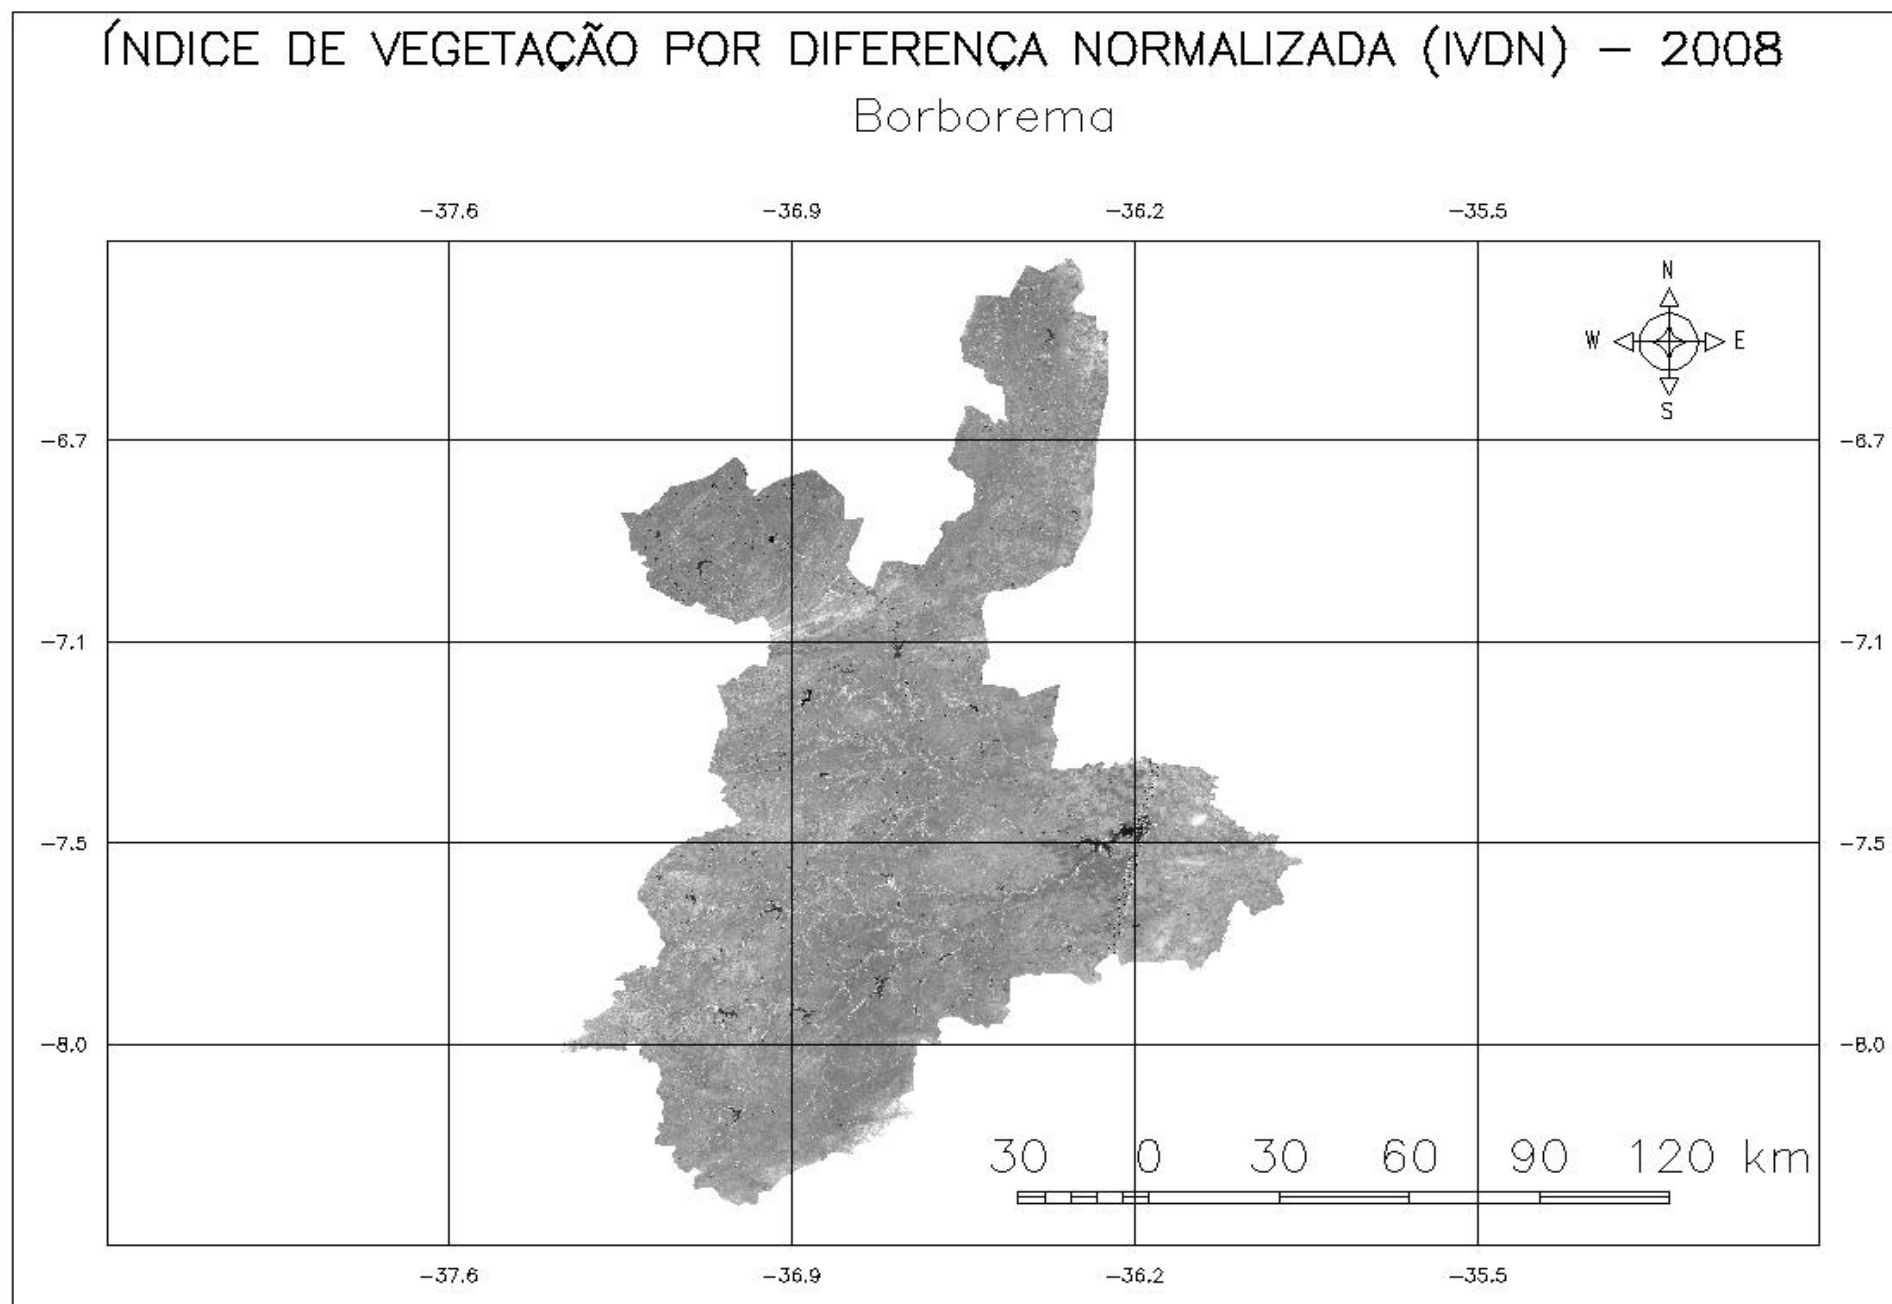 ÍNDICE DE VEGETAÇÃO POR DIFERENÇA NORMALIZADA (IVDN) – 2008
Borborema
−37.6 −36.9 −36.2 −35.5
N
W E
S
−6.7 −6.7
−7.1 −7.1
−7.5 −7.5
−8.0 −8.0
30 0 30 60 90 120 km
−37.6 −36.9 −36.2 −35.5